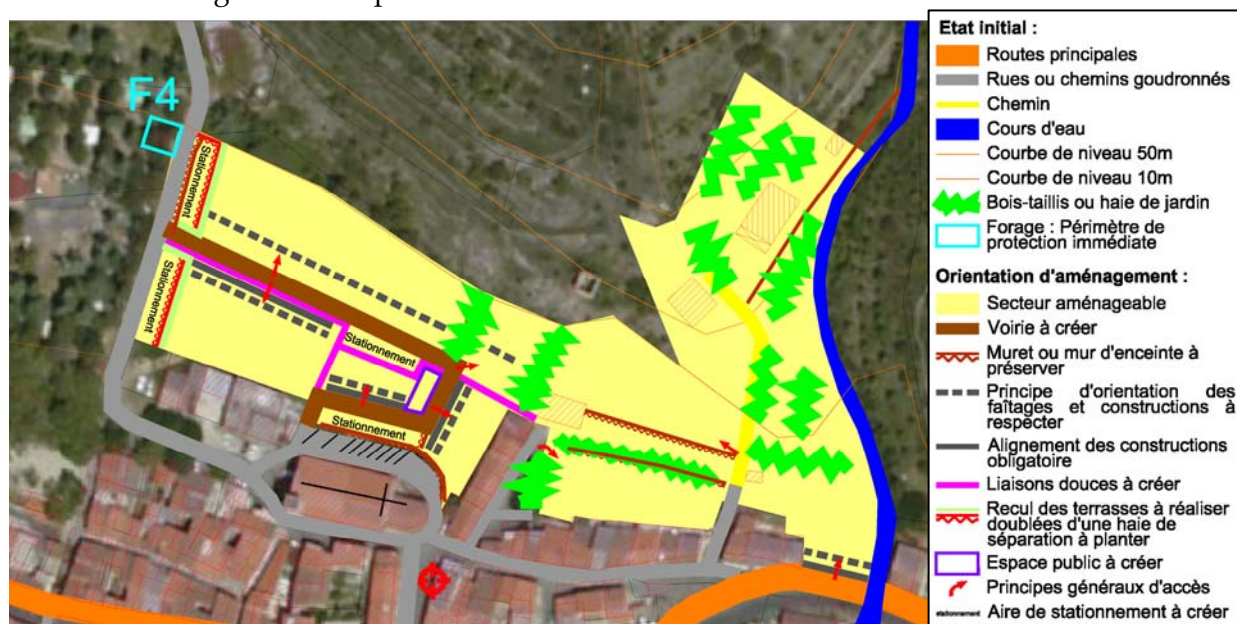 F4
Stationnement
Stationnement
Stationnement
Stationnement
Etat initial :
Routes principales
Rues ou chemins goudronnés
Chemin
Cours d'eau
Courbe de niveau 50m
Courbe de niveau 10m
Bois-taillis ou haie de jardin
Forage : Périmètre de
protection immédiate
Orientation d'aménagement :
Secteur aménageable
Voirie à créer
Muret ou mur d'enceinte à
préserver
Principe d'orientation des
faîtages et constructions à
respecter
Alignement des constructions
obligatoire
Liaisons douces à créer
Recul des terrasses à réaliser
doublées d'une haie de
séparation à planter
Espace public à créer
Principes généraux d'accès
stationnement Aire de stationnement à créer